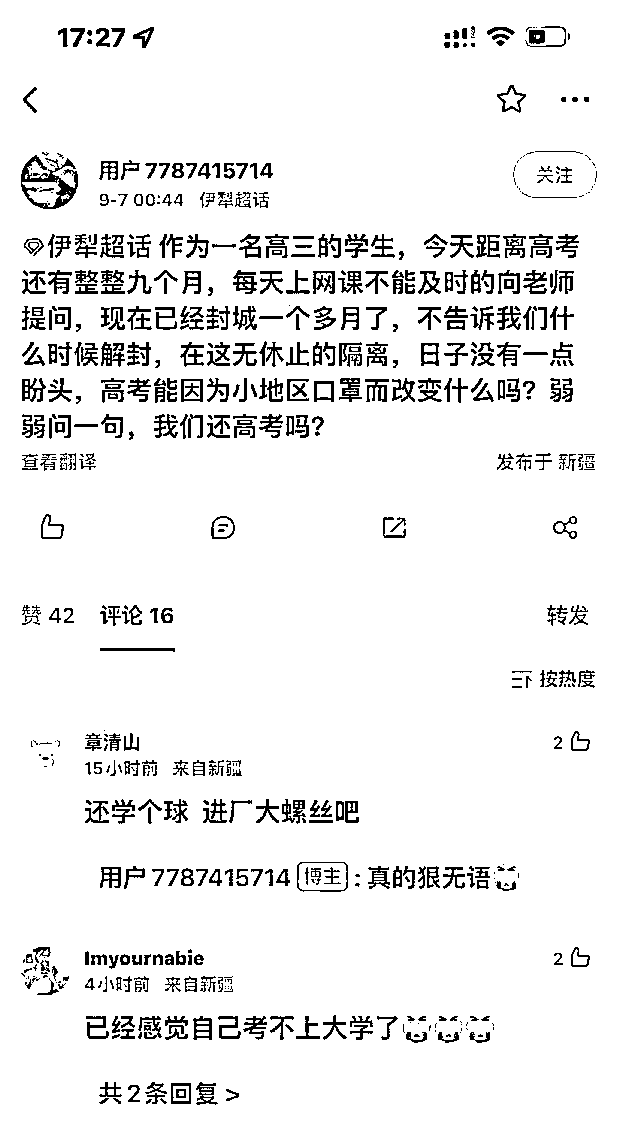 17:27
用户7787415714
关注
9-7 00:44 伊犁超话
伊犁超话 作为一名高三的学生，今天距离高考
还有整整九个月，每天上网课不能及时的向老师
提问，现在已经封城一个多月了，不告诉我们什
么时候解封，在这无休止的隔离，日子没有一点
盼头，高考能因为小地区口罩而改变什么吗？弱
弱问一句，我们还高考吗？
查看翻译
发布于 新疆
赞 42 评论 16 转发
按热度
章清山
2
15小时前 来自新疆
还学个球 进厂大螺丝吧
用户7787415714 博主：真的狠无语
Imyournabie
2
4小时前 来自新疆
已经感觉自己考不上大学了
共2条回复 >